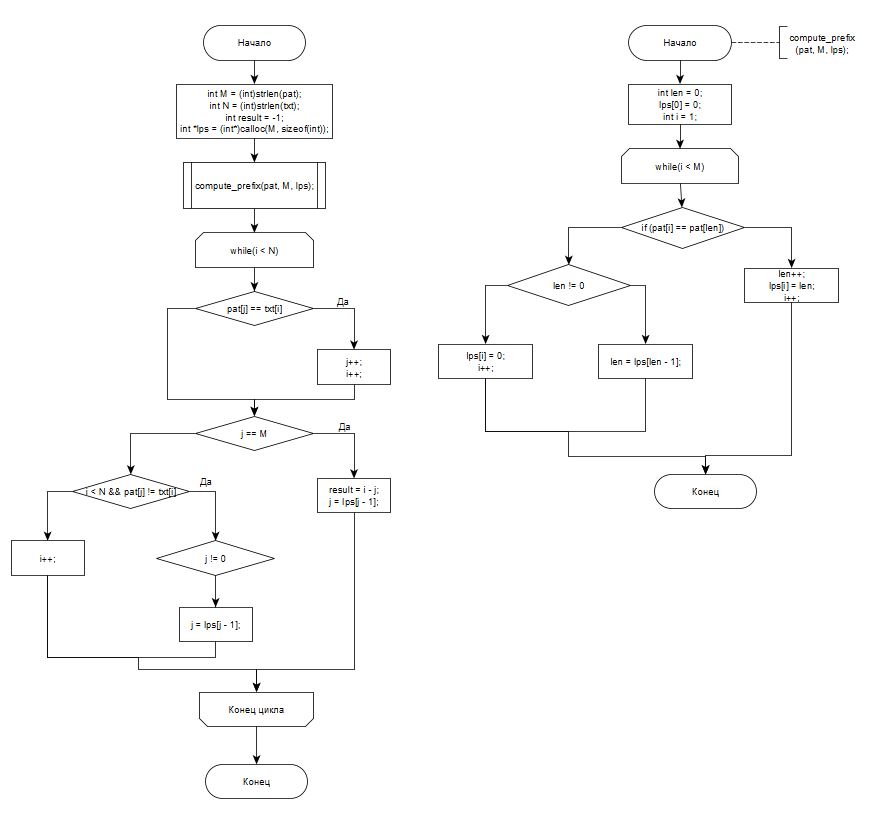 Начало
int M = (int)strlen(pat);
int N = (int)strlen(txt);
int result = -1;
int *lps = (int*)calloc(M, sizeof(int));
compute_prefix(pat, M, lps);
while(i < N)
pat[j] == txt[i]
Да
j++;
i++;
j == M
Да
result = i - j;
j = lps[j - 1];
i < N && pat[j] != txt[i]
Да
i++;
j != 0
j = lps[j - 1];
Конец цикла
Конец
Начало
compute_prefix
(pat, M, lps);
int len = 0;
lps[0] = 0;
int i = 1;
while(i < M)
if (pat[i] == pat[len])
len++;
lps[i] = len;
i++;
len != 0
lps[i] = 0;
i++;
len = lps[len - 1];
Конец